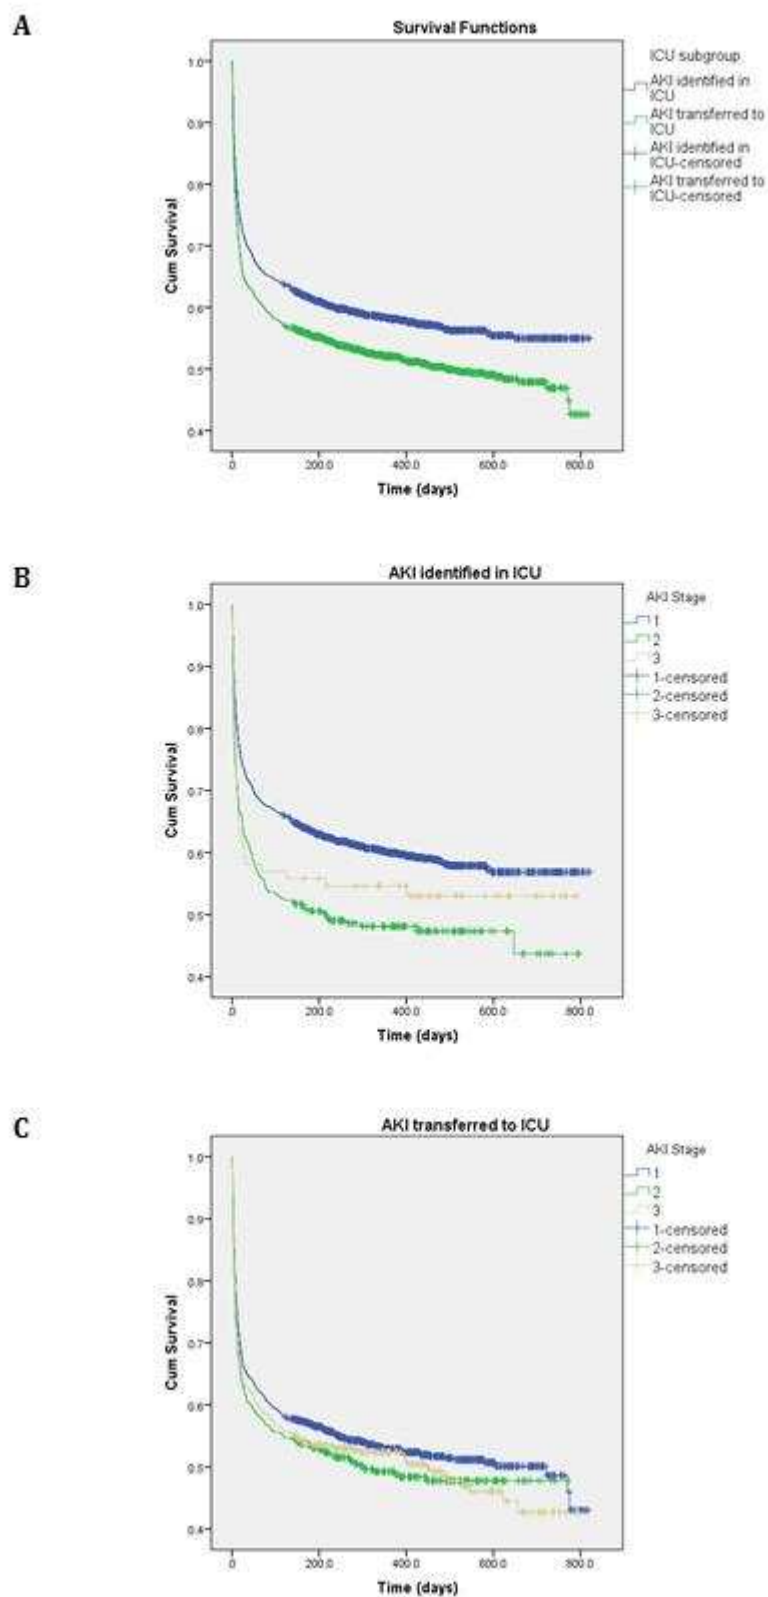 A
Survival Functions
ICU subgroup
AKI identified in
ICU
AKI transferred to
ICU
AKI identified in
ICU-censored
AKI transferred to
ICU-censored
Cum Survival
1.0
0.9
0.8
0.7
0.6
0.5
0.4
.0
200.0
400.0
600.0
800.0
Time (days)
B
AKI identified in ICU
AKI Stage
1
2
3
1-censored
2-censored
3-censored
Cum Survival
1.0
0.9
0.8
0.7
0.6
0.5
0.4
.0
200.0
400.0
600.0
800.0
Time (days)
C
AKI transferred to ICU
AKI Stage
1
2
3
1-censored
2-censored
3-censored
Cum Survival
1.0
0.9
0.8
0.7
0.6
0.5
0.4
.0
200.0
400.0
600.0
800.0
Time (days)